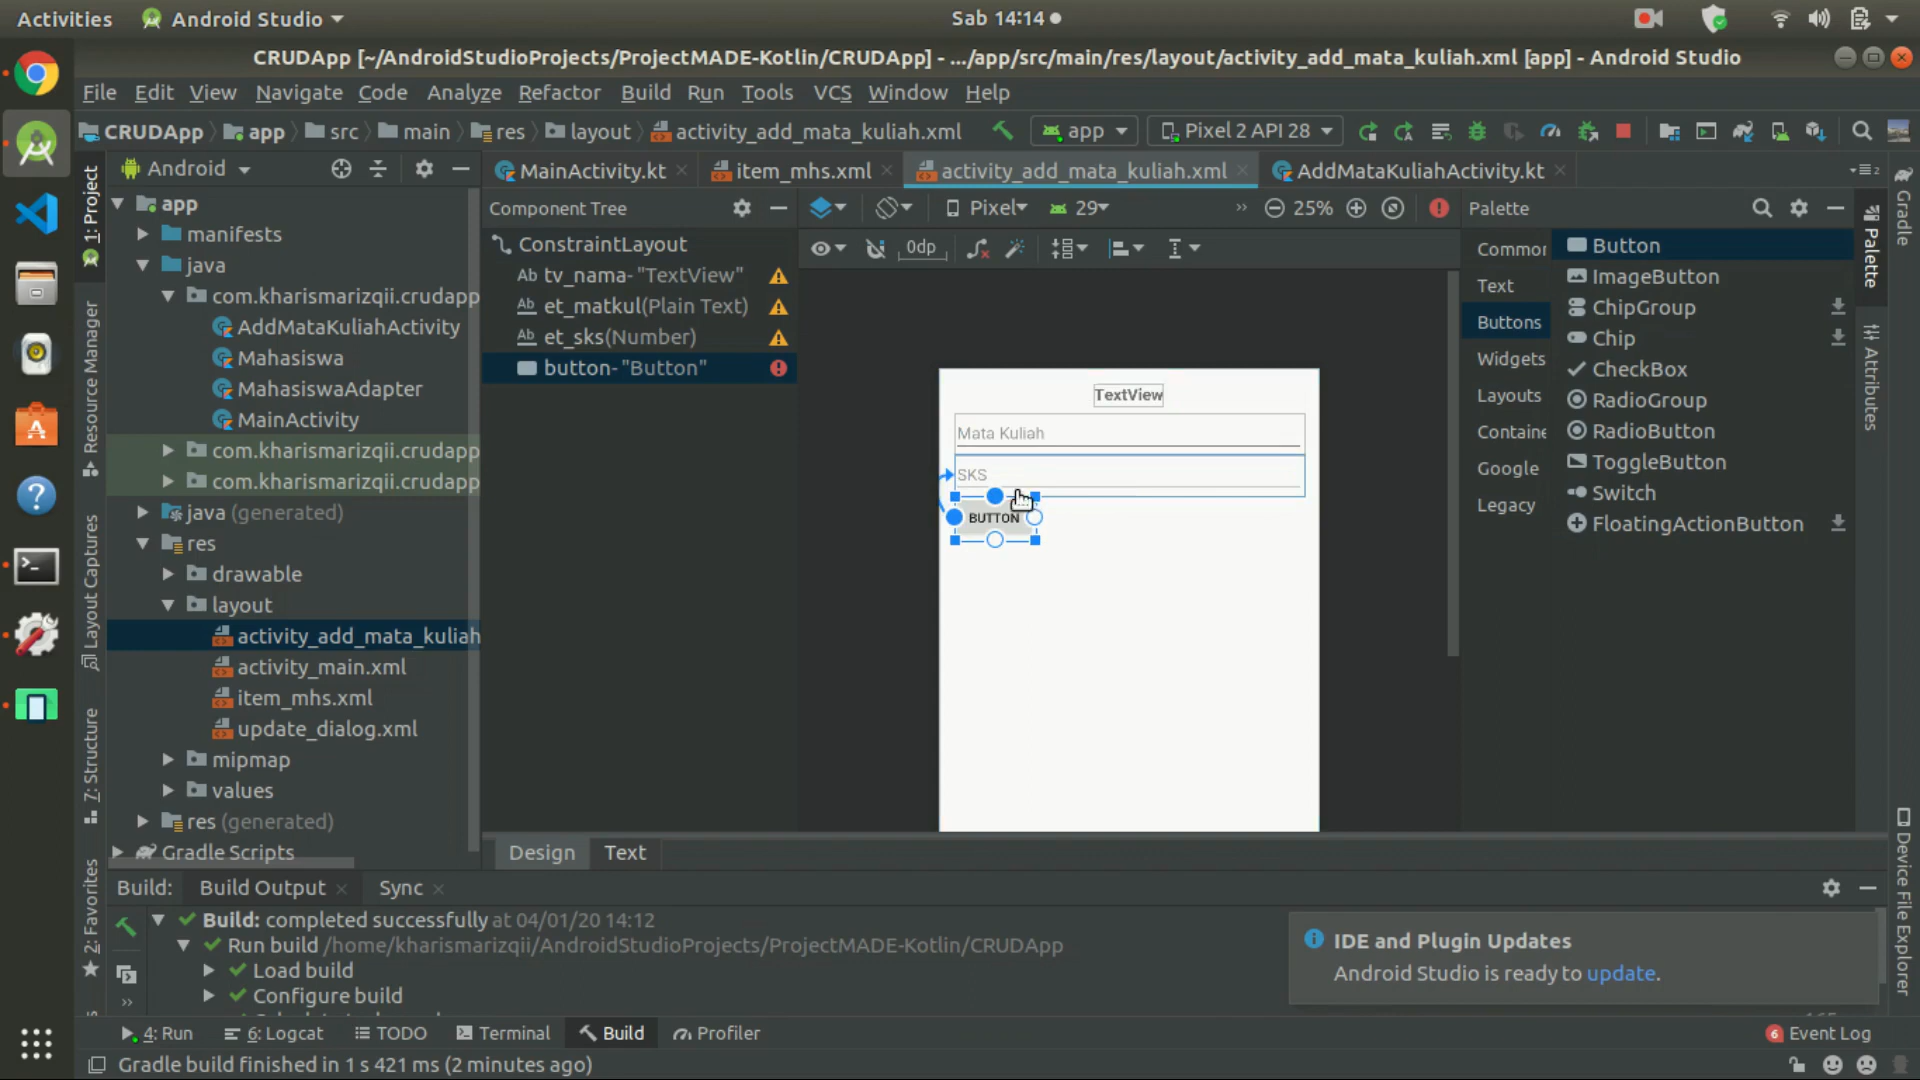 Activities
Android Studio
Sab 14:14
CRUDApp [~/AndroidStudioProjects/ProjectMADE-Kotlin/CRUDApp] - .../app/src/main/res/layout/activity_add_mata_kuliah.xml [app] - Android Studio
File Edit View Navigate Code Analyze Refactor Build Run Tools VCS Window Help
CRUDApp app src main res layout activity_add_mata_kuliah.xml app Pixel 2 API 28
1: Project
Resource Manager
Layout Captures
7: Structure
2: Favorites
Android
app
manifests
java
com.kharismarizqii.crudapp
AddMataKuliahActivity
Mahasiswa
MahasiswaAdapter
MainActivity
com.kharismarizqii.crudapp
com.kharismarizqii.crudapp
java (generated)
res
drawable
layout
activity_add_mata_kuliah
activity_main.xml
item_mhs.xml
update_dialog.xml
mipmap
values
res (generated)
Gradle Scripts
MainActivity.kt item_mhs.xml activity_add_mata_kuliah.xml AddMataKuliahActivity.kt
Component Tree
ConstraintLayout
Ab tv_nama- "TextView"
Ab et_matkul(Plain Text)
Ab et_sks(Number)
button- "Button"
Pixel 29 25%
0dp
TextView
Mata Kuliah
SKS
BUTTON
Palette
Common
Text
Buttons
Widgets
Layouts
Containe
Google
Legacy
Button
ImageButton
ChipGroup
Chip
CheckBox
RadioGroup
RadioButton
ToggleButton
Switch
FloatingActionButton
Gradle
Palette
Attributes
Device File Explorer
Design Text
Build: Build Output Sync
Build: completed successfully at 04/01/20 14:12
Run build /home/kharismarizqii/AndroidStudioProjects/ProjectMADE-Kotlin/CRUDApp
Load build
Configure build
IDE and Plugin Updates
Android Studio is ready to update.
4: Run 6: Logcat TODO Terminal Build Profiler 6 Event Log
Gradle build finished in 1 s 421 ms (2 minutes ago)